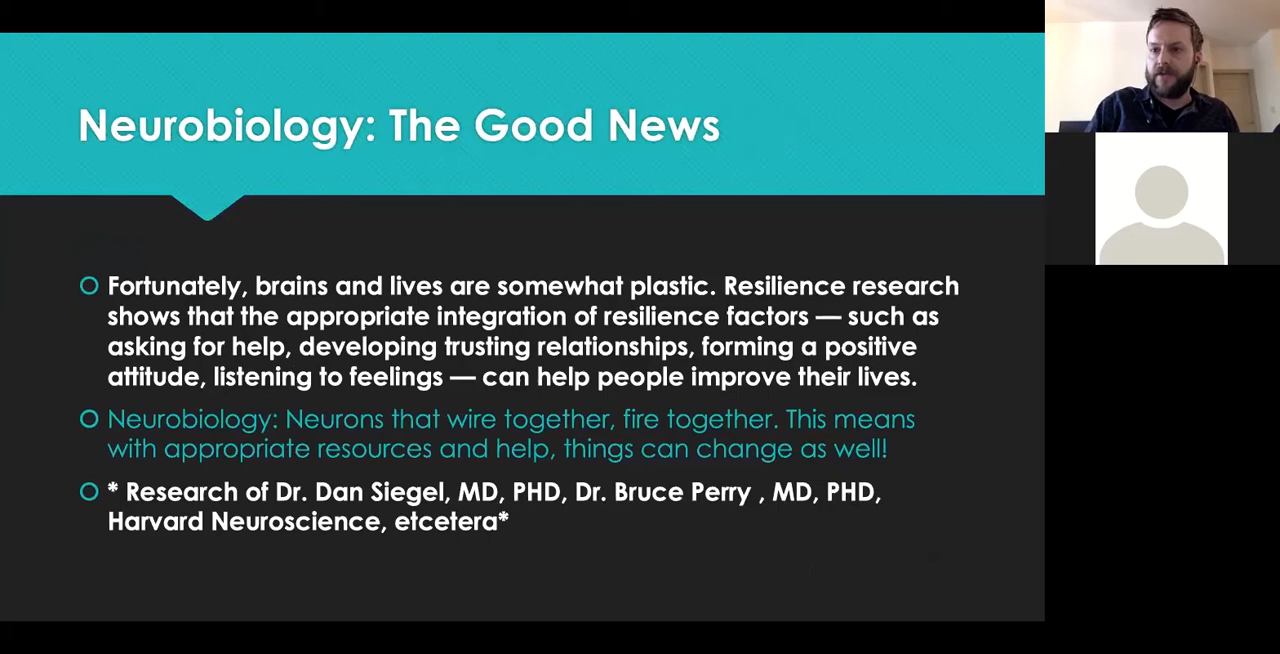 Neurobiology: The Good News
Fortunately, brains and lives are somewhat plastic. Resilience research
shows that the appropriate integration of resilience factors — such as
asking for help, developing trusting relationships, forming a positive
attitude, listening to feelings — can help people improve their lives.
Neurobiology: Neurons that wire together, fire together. This means
with appropriate resources and help, things can change as well!
* Research of Dr. Dan Siegel, MD, PHD, Dr. Bruce Perry , MD, PHD,
Harvard Neuroscience, etcetera*